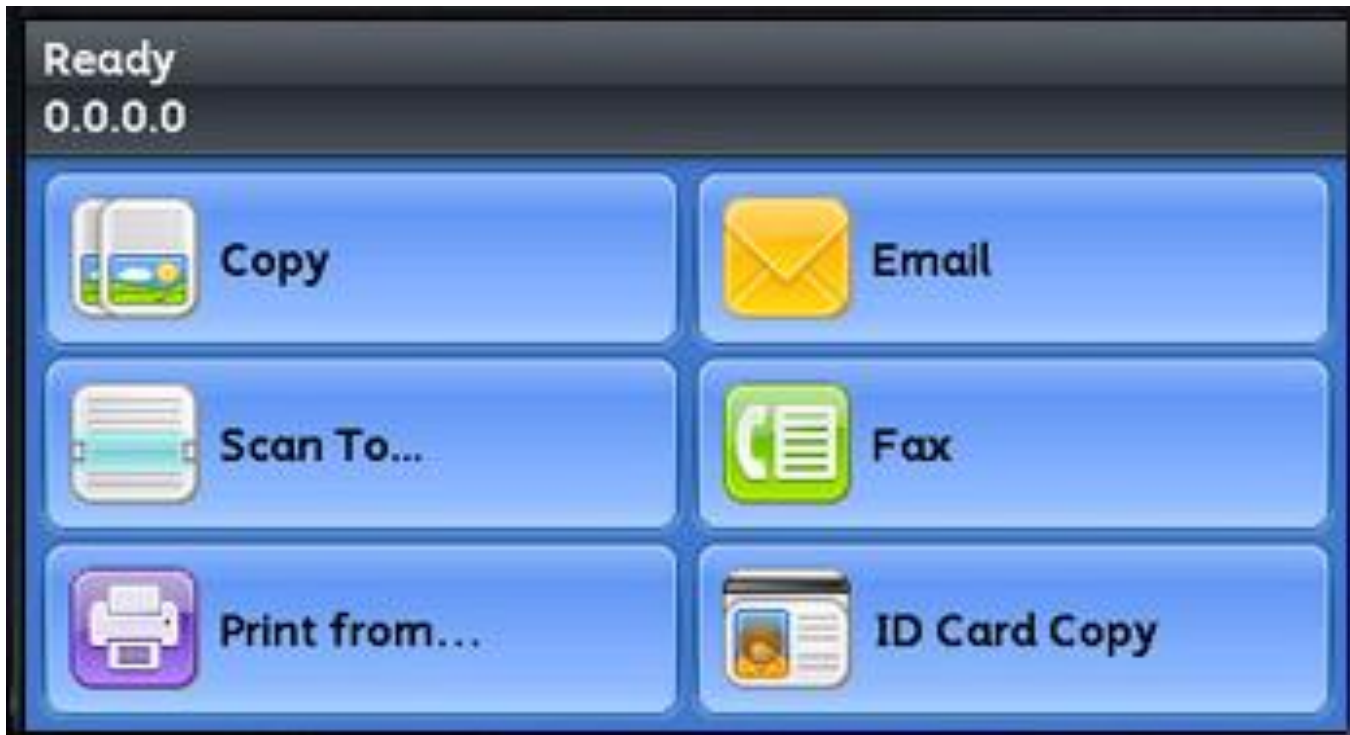 Ready
0.0.0.0
Copy
Email
Scan To...
Fax
Print from...
ID Card Copy